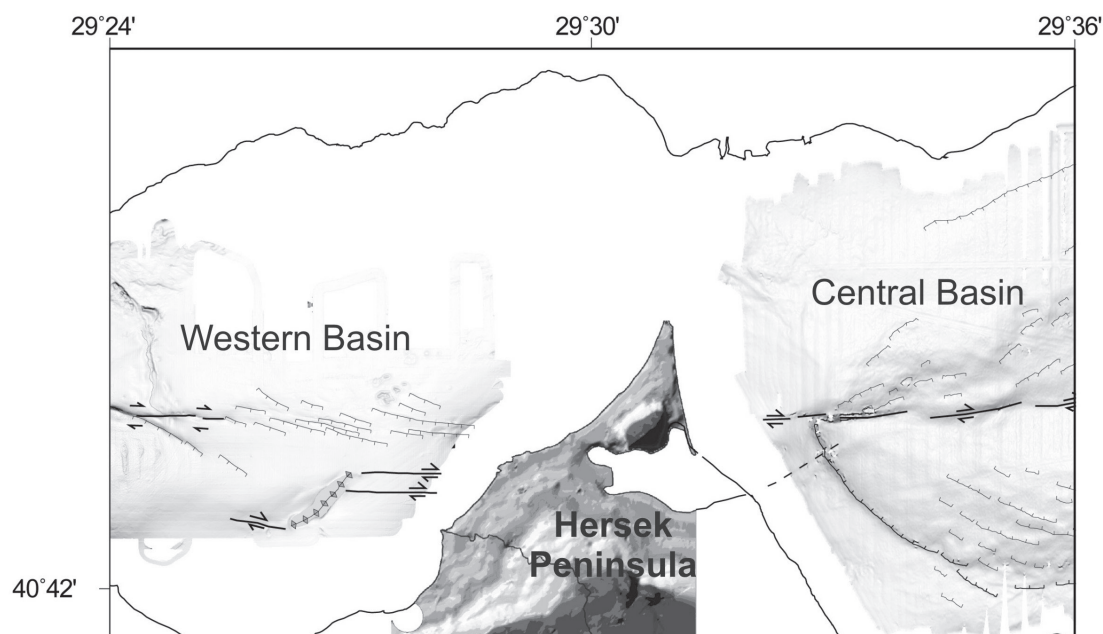 29°24'
29°30'
29°36'
Central Basin
Western Basin
Hersek
Peninsula
40°42'